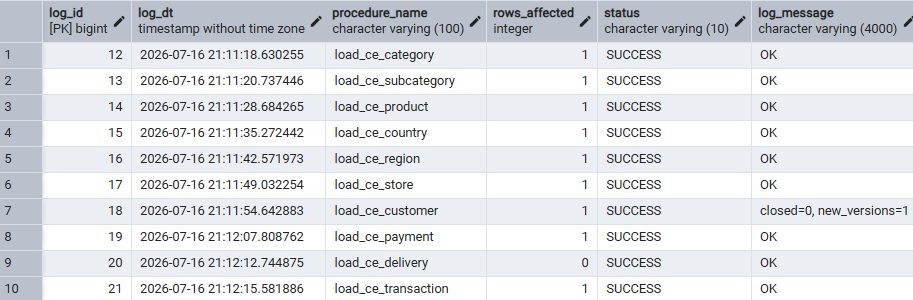 log_id log_dt procedure_name rows_affected status log_message
[PK] bigint timestamp without time zone character varying (100) integer character varying (10) character varying (4000)
1 12 2026-07-16 21:11:18.630255 load_ce_category 1 SUCCESS OK
2 13 2026-07-16 21:11:20.737446 load_ce_subcategory 1 SUCCESS OK
3 14 2026-07-16 21:11:28.684265 load_ce_product 1 SUCCESS OK
4 15 2026-07-16 21:11:35.272442 load_ce_country 1 SUCCESS OK
5 16 2026-07-16 21:11:42.571973 load_ce_region 1 SUCCESS OK
6 17 2026-07-16 21:11:49.032254 load_ce_store 1 SUCCESS OK
7 18 2026-07-16 21:11:54.642883 load_ce_customer 1 SUCCESS closed=0, new_versions=1
8 19 2026-07-16 21:12:07.808762 load_ce_payment 1 SUCCESS OK
9 20 2026-07-16 21:12:12.744875 load_ce_delivery 0 SUCCESS OK
10 21 2026-07-16 21:12:15.581886 load_ce_transaction 1 SUCCESS OK